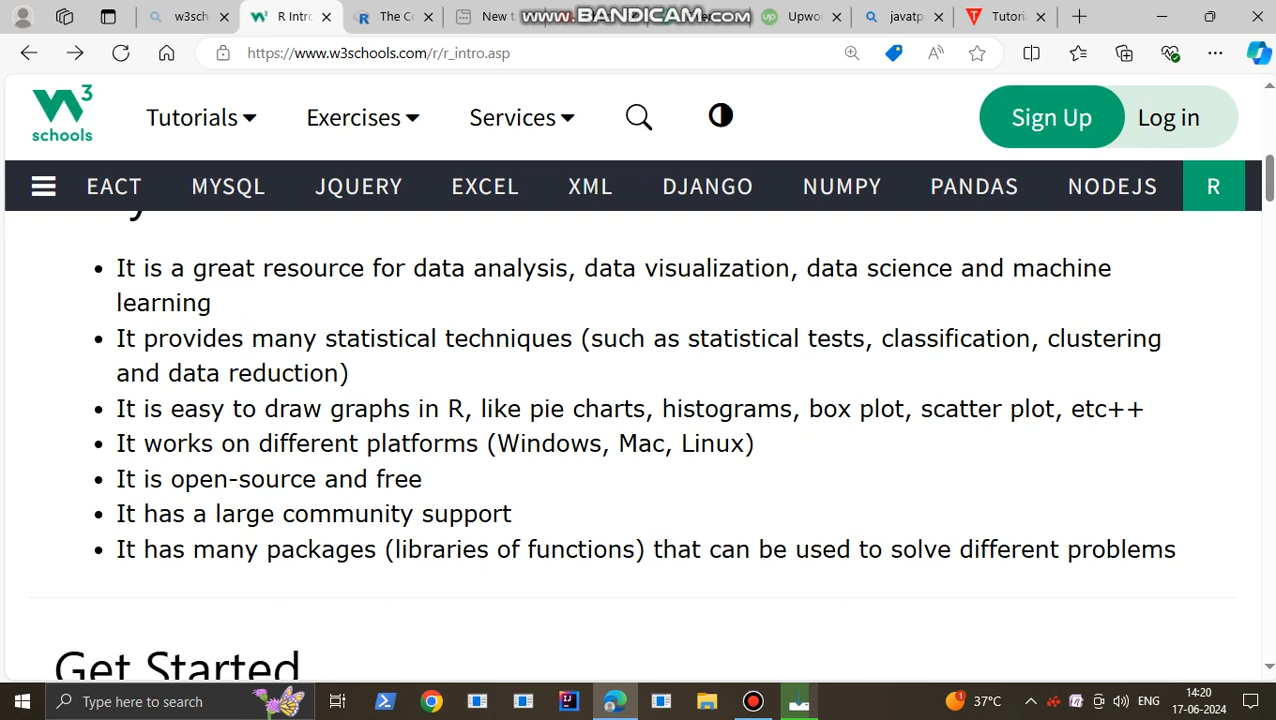 w3sch
R Intro
The Co
New t
www.BANDICAM.com
Upwo
javatp
Tutori
https://www.w3schools.com/r/r_intro.asp
W3 schools
Tutorials
Exercises
Services
Sign Up
Log in
EACT
MYSQL
JQUERY
EXCEL
XML
DJANGO
NUMPY
PANDAS
NODEJS
R
It is a great resource for data analysis, data visualization, data science and machine
learning
It provides many statistical techniques (such as statistical tests, classification, clustering
and data reduction)
It is easy to draw graphs in R, like pie charts, histograms, box plot, scatter plot, etc++
It works on different platforms (Windows, Mac, Linux)
It is open-source and free
It has a large community support
It has many packages (libraries of functions) that can be used to solve different problems
Get Started
Type here to search
37°C
ENG
14:20
17-06-2024